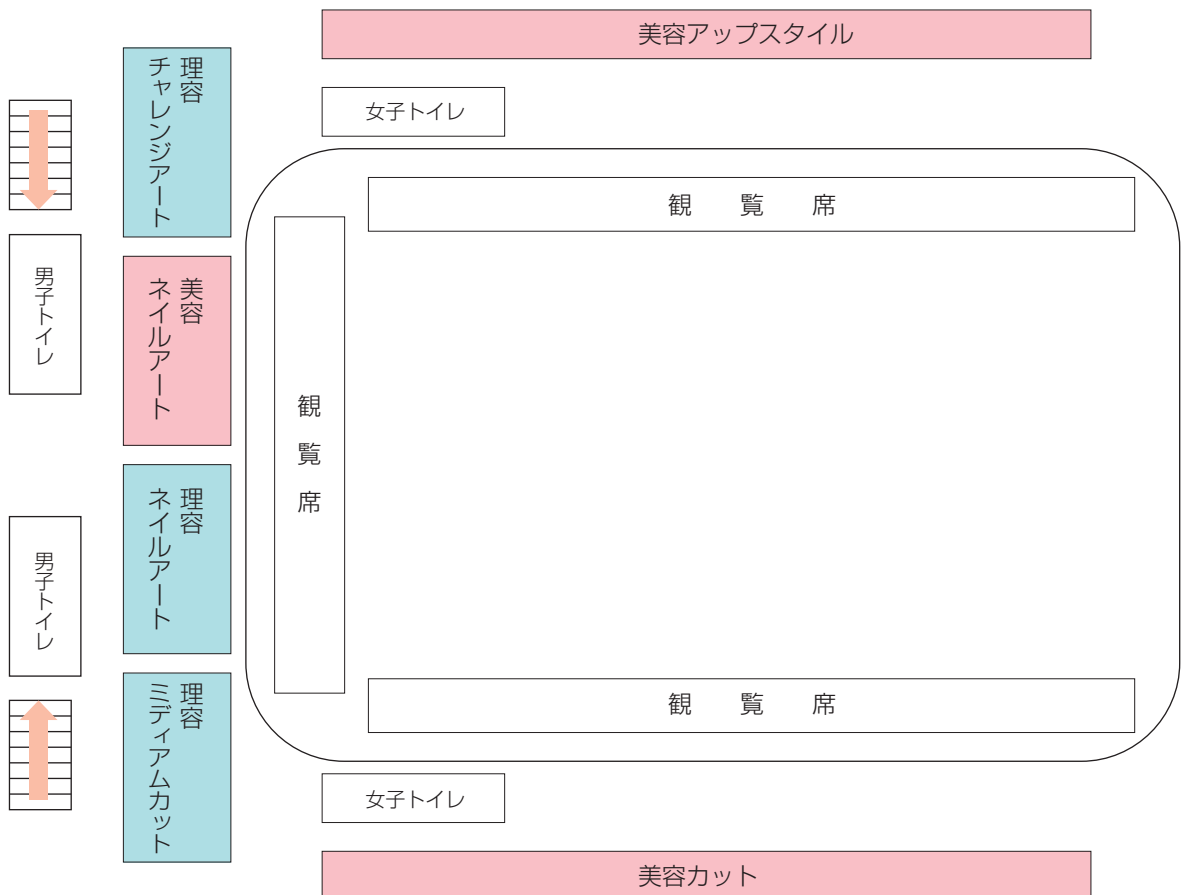 美容アップスタイル
理容
チャレンジアート
女子トイレ
観覧席
男子トイレ
美容
ネイルアート
観覧席
理容
ネイルアート
男子トイレ
理容
ミディアムカット
観覧席
女子トイレ
美容カット